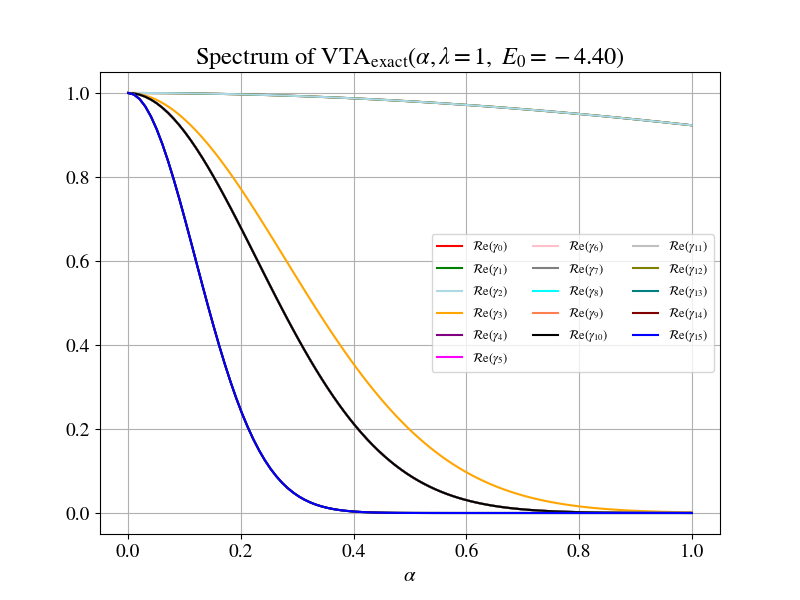 Spectrum of VTA_exact(α, λ = 1, E_0 = −4.40)
1.0
0.8
0.6
0.4
0.2
0.0
ℛe(γ_0) ℛe(γ_6) ℛe(γ_11)
ℛe(γ_1) ℛe(γ_7) ℛe(γ_12)
ℛe(γ_2) ℛe(γ_8) ℛe(γ_13)
ℛe(γ_3) ℛe(γ_9) ℛe(γ_14)
ℛe(γ_4) ℛe(γ_10) ℛe(γ_15)
ℛe(γ_5)
0.0 0.2 0.4 0.6 0.8 1.0
α